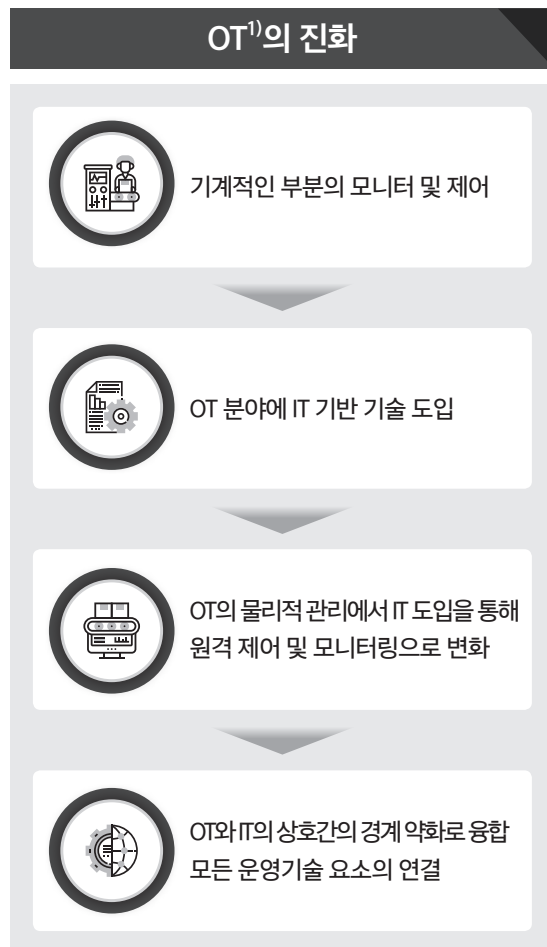 OT1)의 진화
기계적인 부분의 모니터 및 제어
OT 분야에 IT 기반 기술 도입
OT의 물리적 관리에서 IT 도입을 통해
원격 제어 및 모니터링으로 변화
OT와 IT의 상호간의 경계 약화로 융합
모든 운영기술 요소의 연결